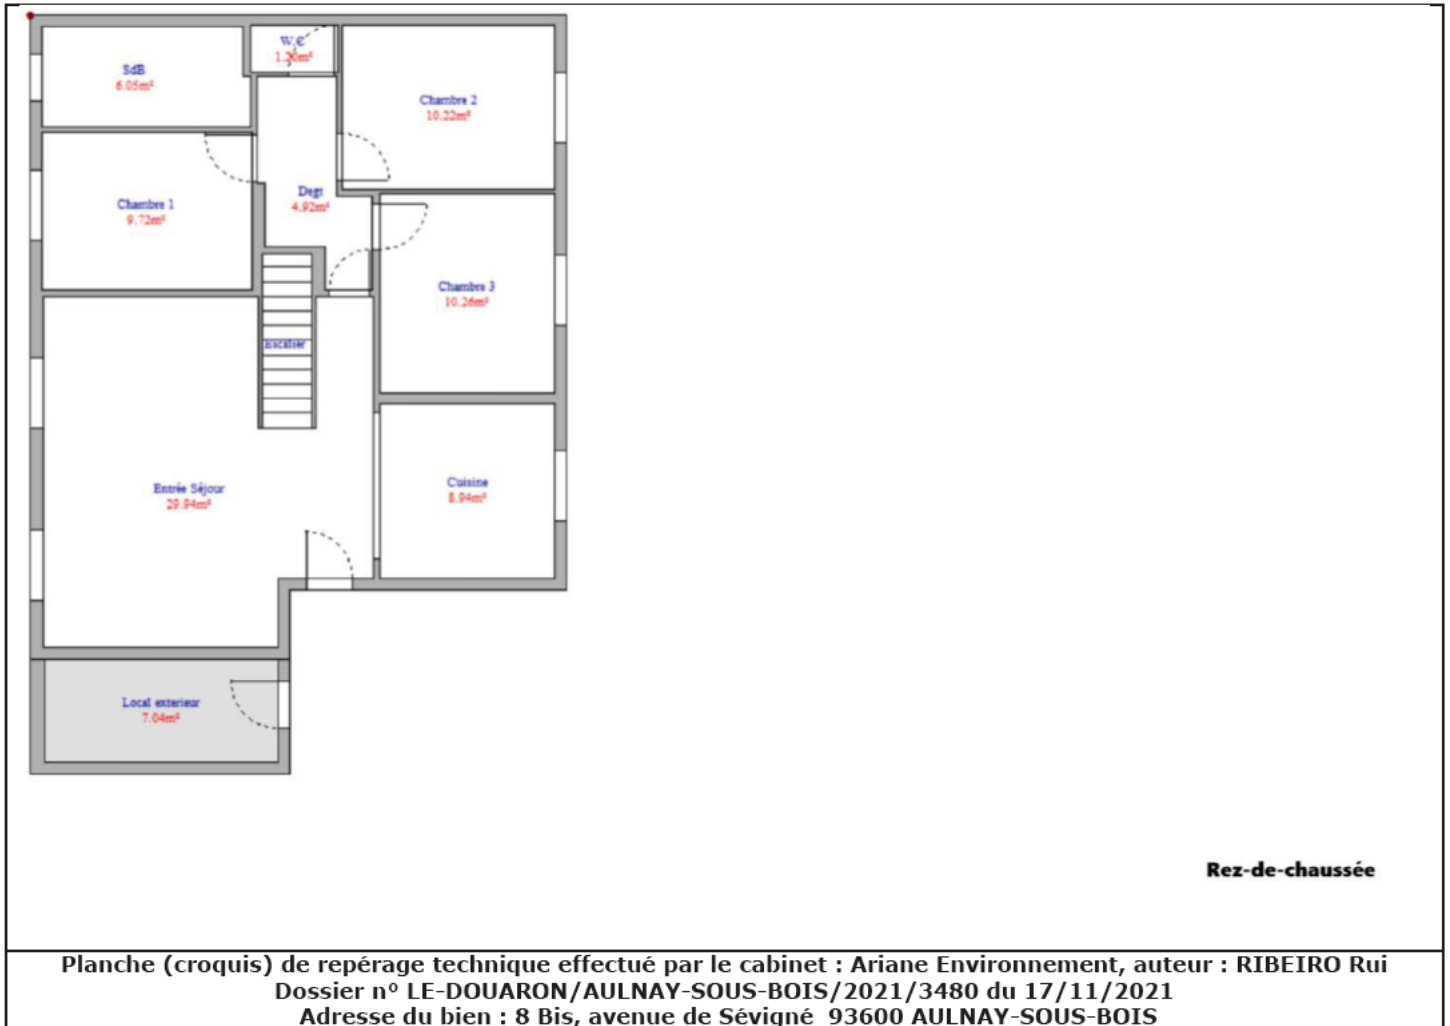 W.C
1.20m²
SdB
6.05m²
Chambre 2
10.22m²
Chambre 1
9.72m²
Degt
4.92m²
Chambre 3
10.26m²
Escalier
Entrée Séjour
29.94m²
Cuisine
8.94m²
Local exterieur
7.04m²
Rez-de-chaussée
Planche (croquis) de repérage technique effectué par le cabinet : Ariane Environnement, auteur : RIBEIRO Rui
Dossier nº LE-DOUARON/AULNAY-SOUS-BOIS/2021/3480 du 17/11/2021
Adresse du bien : 8 Bis, avenue de Sévigné 93600 AULNAY-SOUS-BOIS